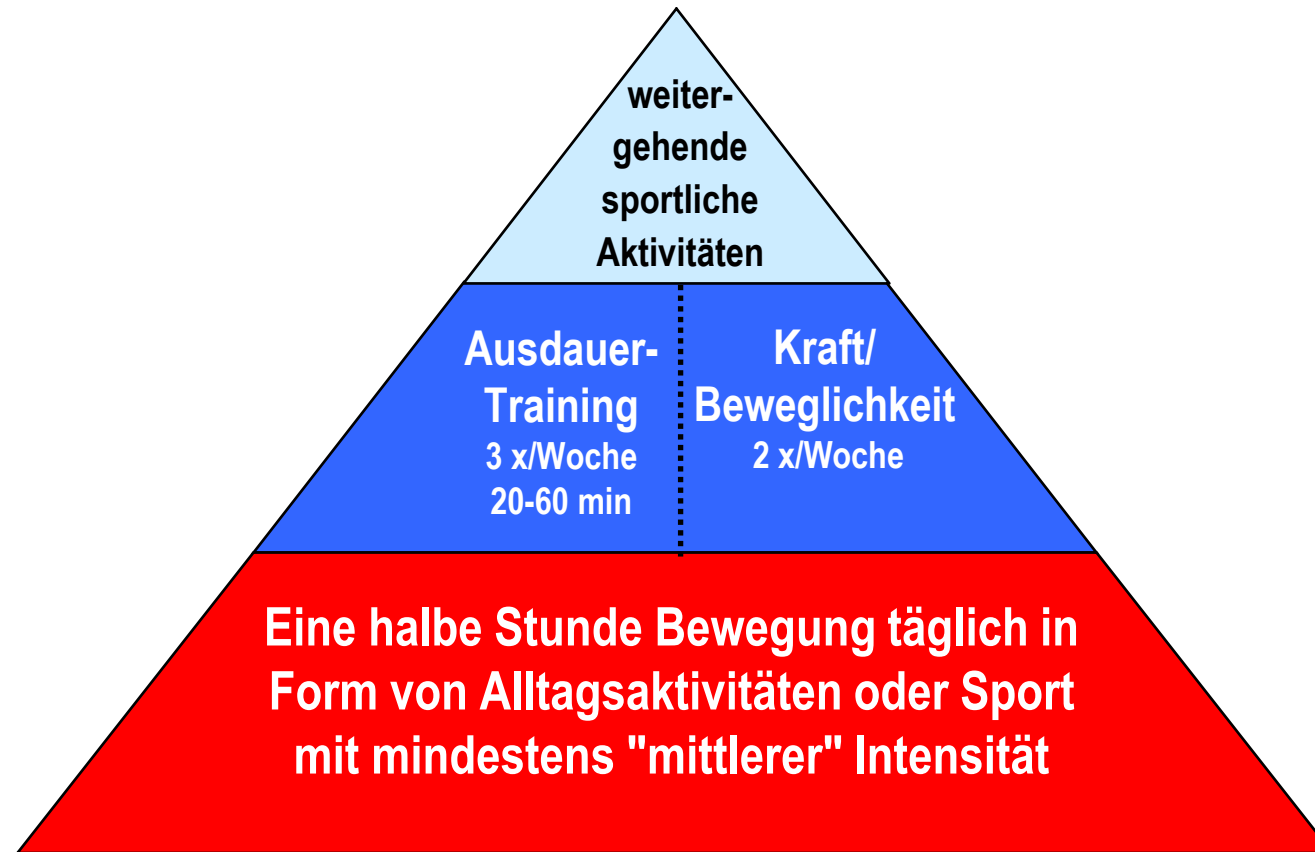 weiter-
gehende
sportliche
Aktivitäten
Ausdauer-
Training
3 x/Woche
20-60 min
Kraft/
Beweglichkeit
2 x/Woche
Eine halbe Stunde Bewegung täglich in
Form von Alltagsaktivitäten oder Sport
mit mindestens "mittlerer" Intensität